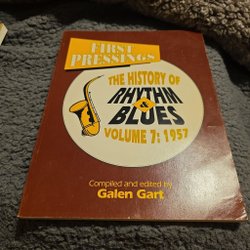 FIRST
PRESSINGS
THE HISTORY OF
RHYTHM
&
BLUES
VOLUME 7: 1957
Compiled and edited by
Galen Gart